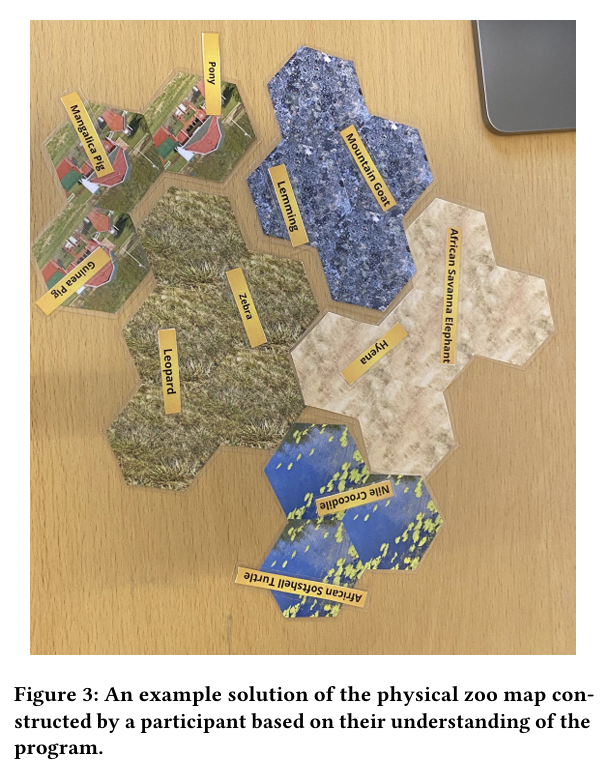 Pony
Mangalica Pig
Guinea Pig
Lemming
Mountain Goat
African Savanna Elephant
Zebra
Leopard
Hyena
Nile Crocodile
African Softshell Turtle
Figure 3: An example solution of the physical zoo map con-
structed by a participant based on their understanding of the
program.